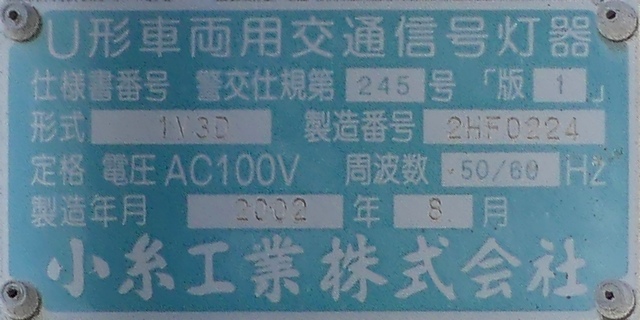 U形車両用交通信号灯器
仕様書番号 警交仕規第 245 号 「版 1 」
形式 1V3D 製造番号 2HF0224
定格 電圧 AC100V 周波数 50/60 Hz
製造年月 2002 年 8 月
小糸工業株式会社